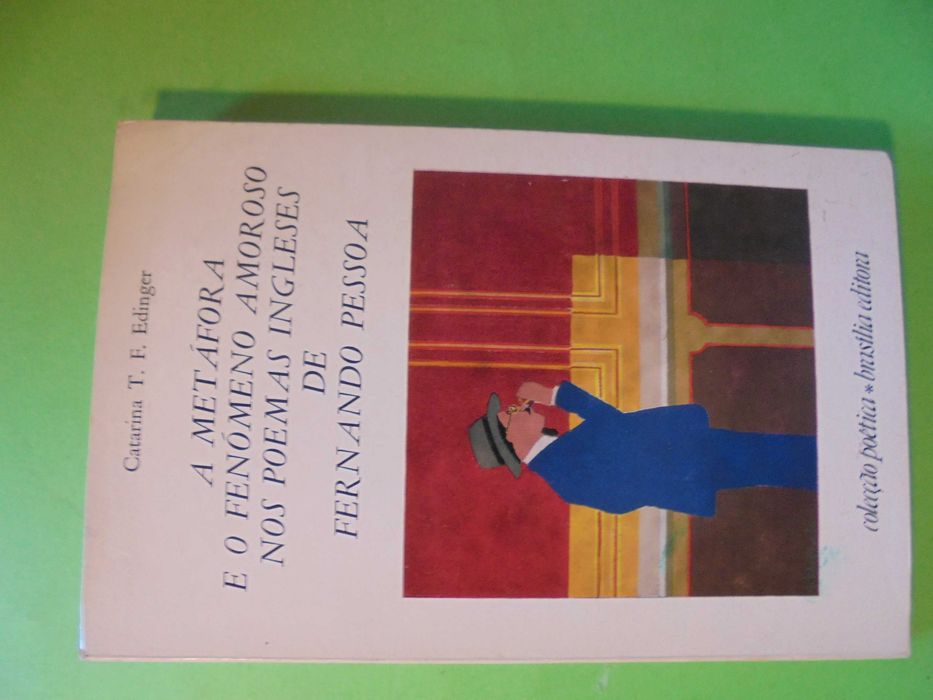 Catarina T. F. Edinger
A METÁFORA
E O FENÓMENO AMOROSO
NOS POEMAS INGLESES
DE
FERNANDO PESSOA
colecção poética * brasília editora